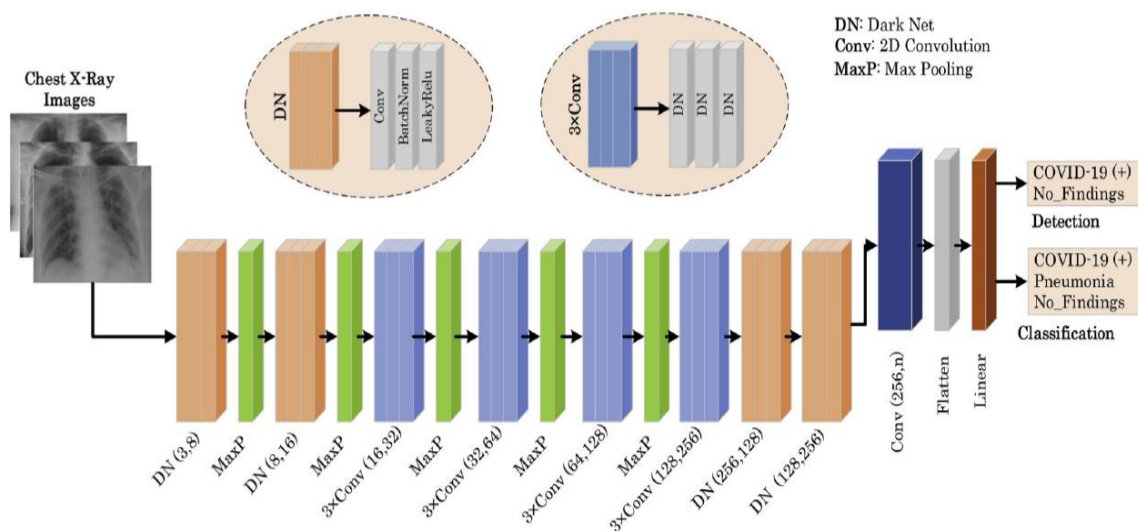 Chest X-Ray
Images
DN
Conv
BatchNorm
LeakyRelu
3×Conv
DN
DN
DN
DN: Dark Net
Conv: 2D Convolution
MaxP: Max Pooling
COVID-19 (+)
No_Findings
Detection
COVID-19 (+)
Pneumonia
No_Findings
Classification
DN (3,8)
MaxP
DN (8,16)
MaxP
3×Conv (16,32)
MaxP
3×Conv (32,64)
MaxP
3×Conv (64,128)
MaxP
3×Conv (128,256)
DN (256,128)
DN (128,256)
Conv (256,n)
Flatten
Linear